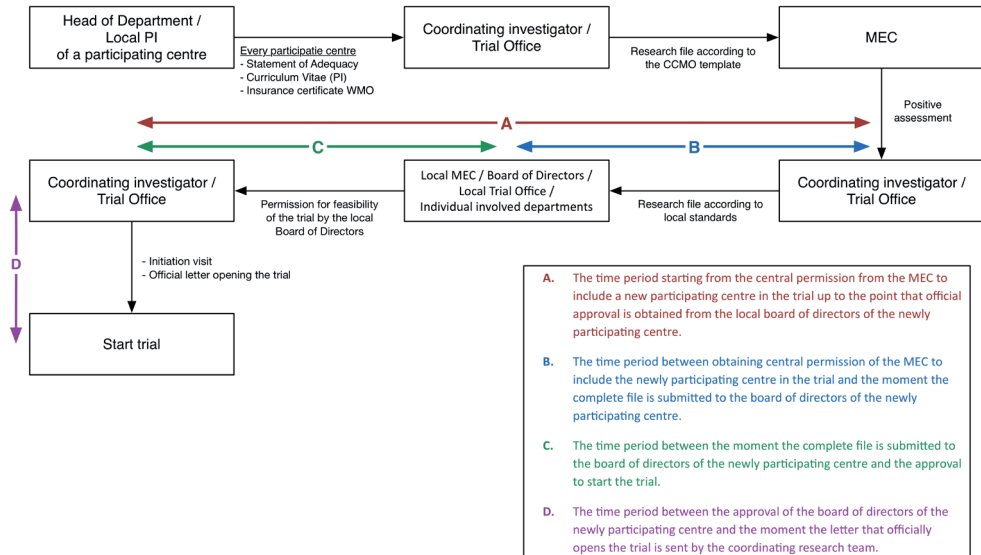 Head of Department /
Local PI
of a participating centre
Every participatie centre
- Statement of Adequacy
- Curriculum Vitae (PI)
- Insurance certificate WMO
Coordinating investigator /
Trial Office
Research file according to
the CCMO template
MEC
Positive
assessment
A
C
B
Coordinating investigator /
Trial Office
Permission for feasibility
of the trial by the local
Board of Directors
Local MEC / Board of Directors /
Local Trial Office /
Individual involved departments
Research file according to
local standards
Coordinating investigator /
Trial Office
D
- Initiation visit
- Official letter opening the trial
Start trial
A. The time period starting from the central permission from the MEC to
include a new participating centre in the trial up to the point that official
approval is obtained from the local board of directors of the newly
participating centre.
B. The time period between obtaining central permission of the MEC to
include the newly participating centre in the trial and the moment the
complete file is submitted to the board of directors of the newly
participating centre.
C. The time period between the moment the complete file is submitted to
the board of directors of the newly participating centre and the approval
to start the trial.
D. The time period between the approval of the board of directors of the
newly participating centre and the moment the letter that officially
opens the trial is sent by the coordinating research team.